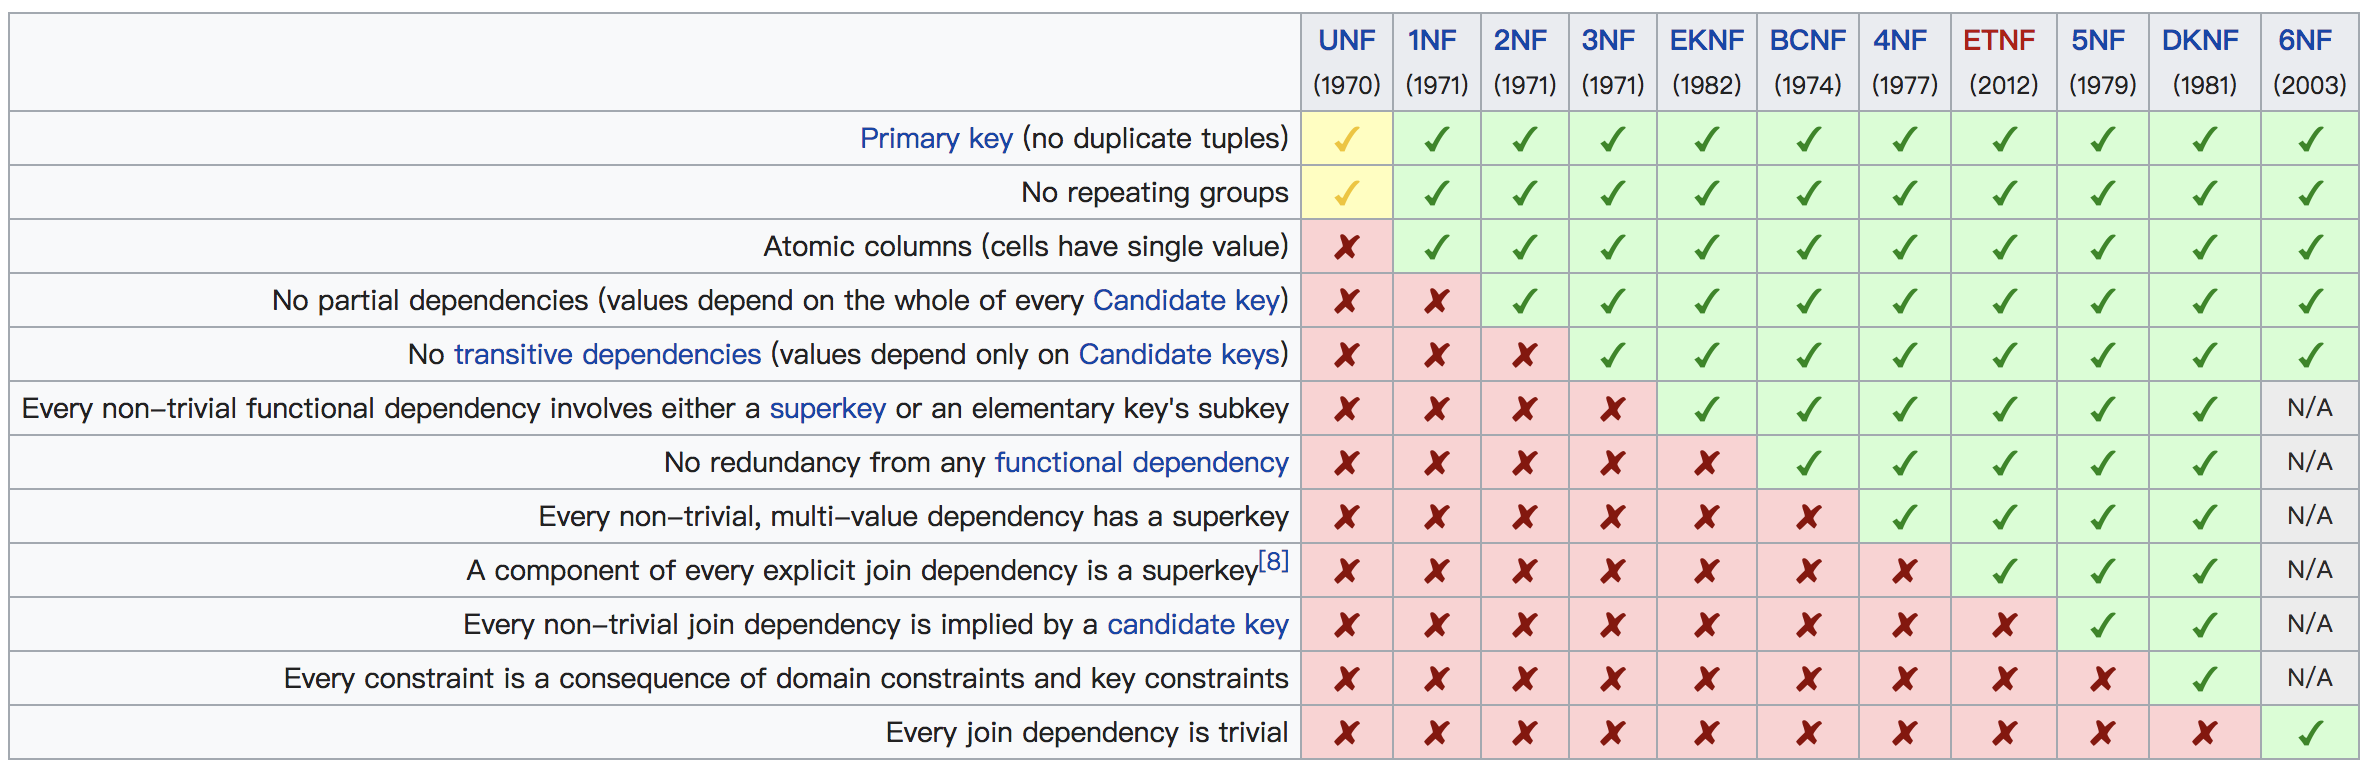 UNF 1NF 2NF 3NF EKNF BCNF 4NF ETNF 5NF DKNF 6NF
(1970) (1971) (1971) (1971) (1982) (1974) (1977) (2012) (1979) (1981) (2003)
Primary key (no duplicate tuples) ✓ ✓ ✓ ✓ ✓ ✓ ✓ ✓ ✓ ✓ ✓
No repeating groups ✓ ✓ ✓ ✓ ✓ ✓ ✓ ✓ ✓ ✓ ✓
Atomic columns (cells have single value) ✗ ✓ ✓ ✓ ✓ ✓ ✓ ✓ ✓ ✓ ✓
No partial dependencies (values depend on the whole of every Candidate key) ✗ ✗ ✓ ✓ ✓ ✓ ✓ ✓ ✓ ✓ ✓
No transitive dependencies (values depend only on Candidate keys) ✗ ✗ ✗ ✓ ✓ ✓ ✓ ✓ ✓ ✓ ✓
Every non–trivial functional dependency involves either a superkey or an elementary key's subkey ✗ ✗ ✗ ✗ ✓ ✓ ✓ ✓ ✓ ✓ N/A
No redundancy from any functional dependency ✗ ✗ ✗ ✗ ✗ ✓ ✓ ✓ ✓ ✓ N/A
Every non–trivial, multi–value dependency has a superkey ✗ ✗ ✗ ✗ ✗ ✗ ✓ ✓ ✓ ✓ N/A
A component of every explicit join dependency is a superkey[8] ✗ ✗ ✗ ✗ ✗ ✗ ✗ ✓ ✓ ✓ N/A
Every non–trivial join dependency is implied by a candidate key ✗ ✗ ✗ ✗ ✗ ✗ ✗ ✗ ✓ ✓ N/A
Every constraint is a consequence of domain constraints and key constraints ✗ ✗ ✗ ✗ ✗ ✗ ✗ ✗ ✗ ✓ N/A
Every join dependency is trivial ✗ ✗ ✗ ✗ ✗ ✗ ✗ ✗ ✗ ✗ ✓